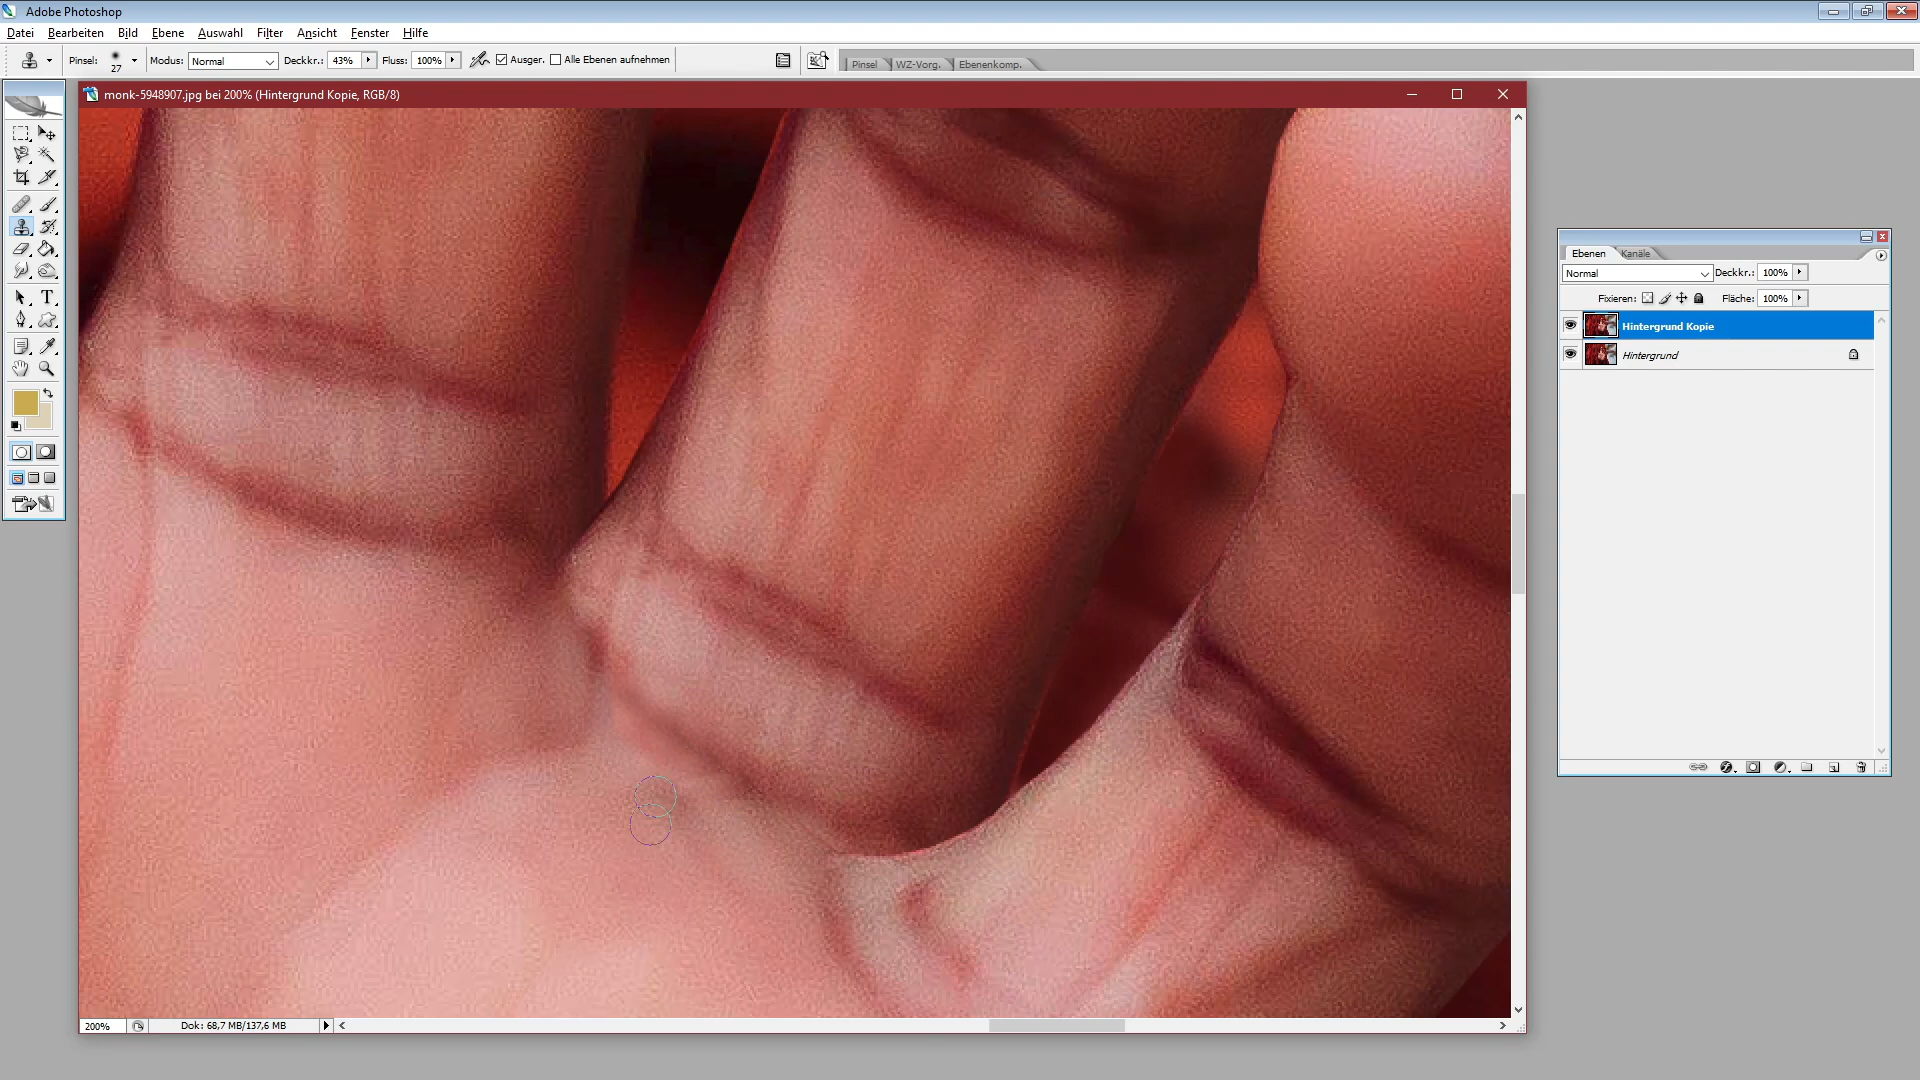 Adobe Photoshop
Datei Bearbeiten Bild Ebene Auswahl Filter Ansicht Fenster Hilfe
Pinsel: 27 Modus: Normal Deckkr.: 43% Fluss: 100% Ausger. Alle Ebenen aufnehmen Pinsel WZ-Vorg. Ebenenkomp.
monk-5948907.jpg bei 200% (Hintergrund Kopie, RGB/8)
Ebenen Kanäle
Normal Deckkr.: 100%
Fixieren: Fläche: 100%
Hintergrund Kopie
Hintergrund
200% Dok: 68,7 MB/137,6 MB